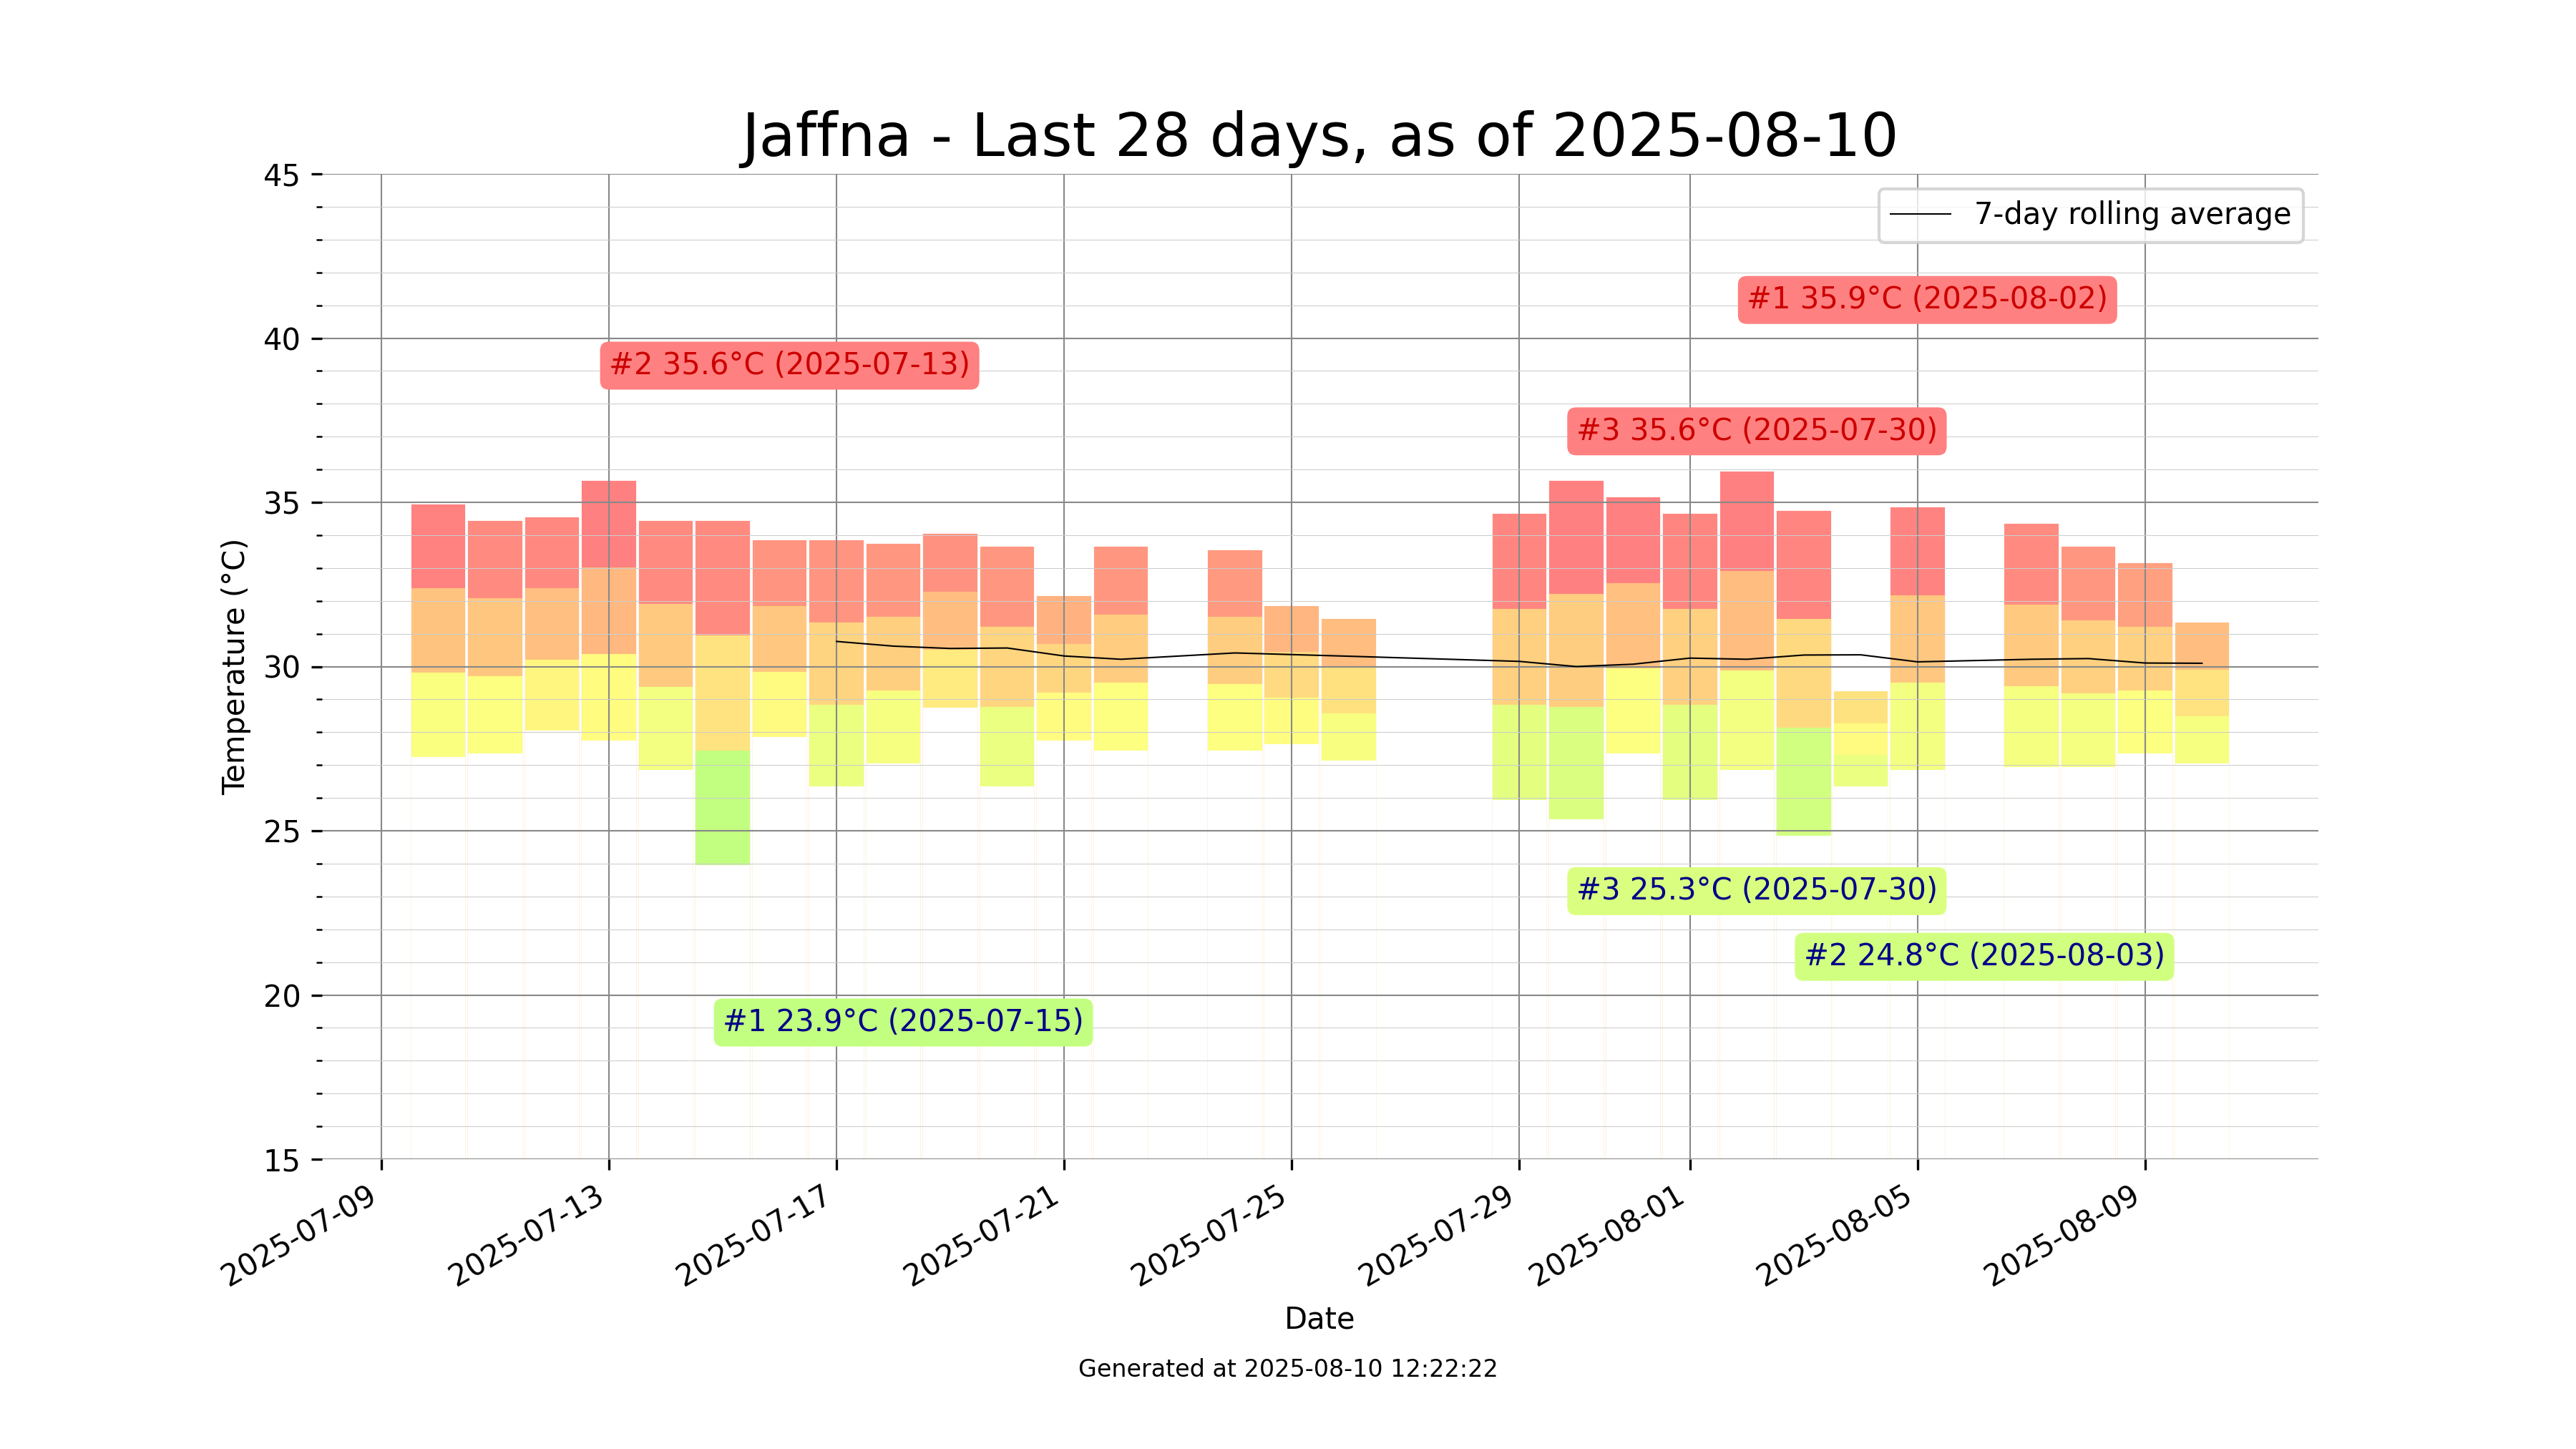 Jaffna - Last 28 days, as of 2025-08-10
45
7-day rolling average
#1 35.9°C (2025-08-02)
40
#2 35.6°C (2025-07-13)
#3 35.6°C (2025-07-30)
35
Temperature (°C)
30
25
#3 25.3°C (2025-07-30)
#2 24.8°C (2025-08-03)
20
#1 23.9°C (2025-07-15)
15
2025-07-09
2025-07-13
2025-07-17
2025-07-21
2025-07-25
2025-07-29
2025-08-01
2025-08-05
2025-08-09
Date
Generated at 2025-08-10 12:22:22